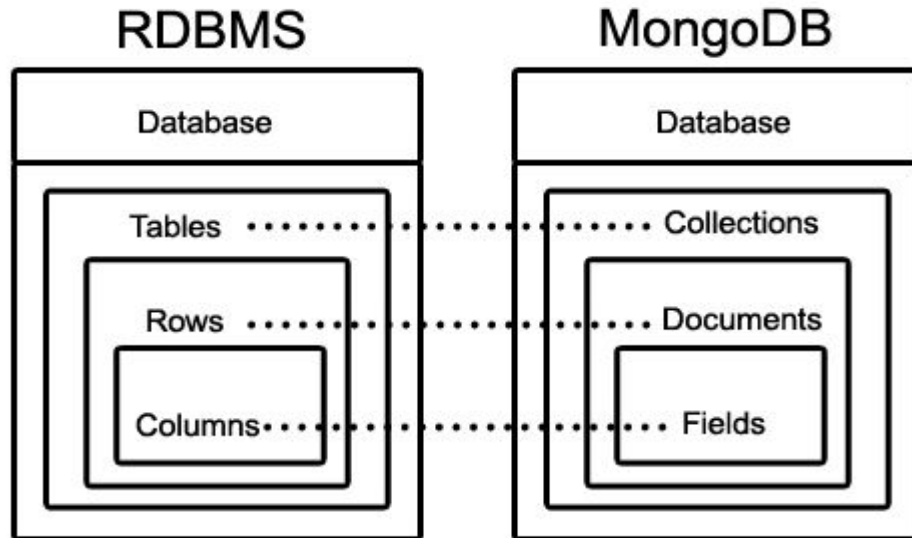 RDBMS MongoDB
Database Database
Tables Collections
Rows Documents
Columns Fields